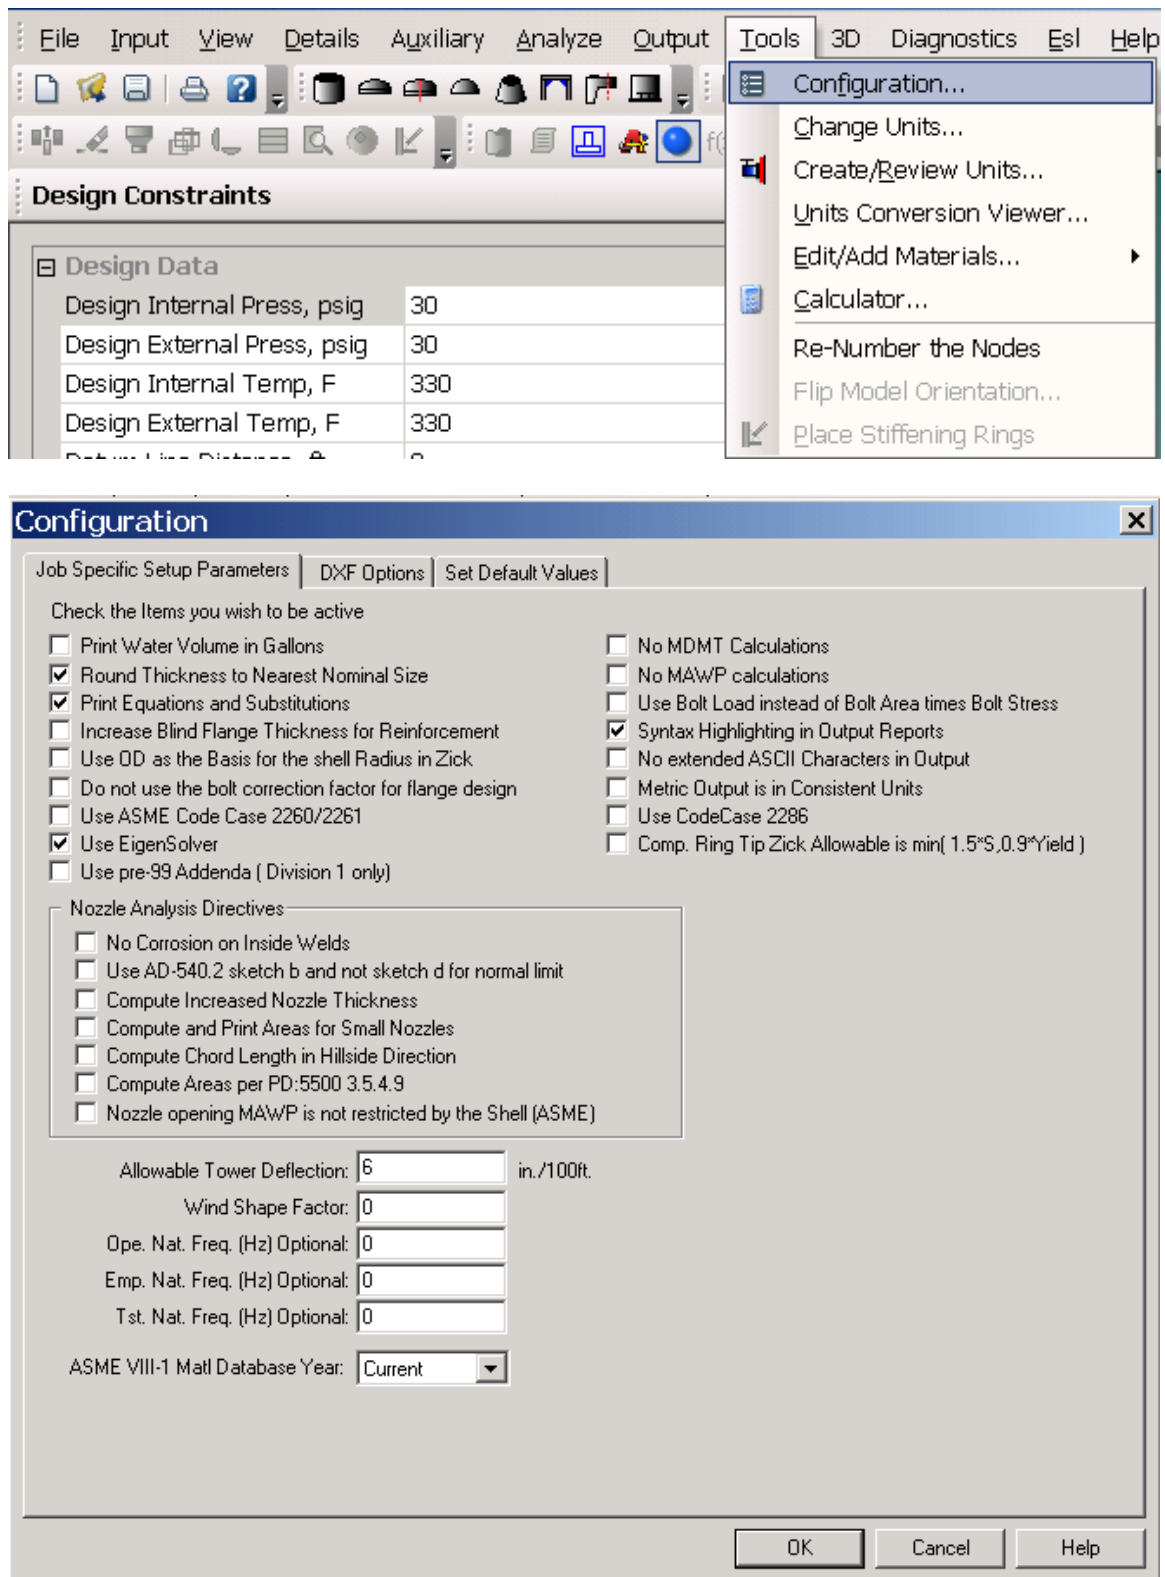 File Input View Details Auxiliary Analyze Output Tools 3D Diagnostics Esl Help
Configuration...
Change Units...
Create/Review Units...
Units Conversion Viewer...
Edit/Add Materials...
Calculator...
Re-Number the Nodes
Flip Model Orientation...
Place Stiffening Rings
Design Constraints
Design Data
Design Internal Press, psig 30
Design External Press, psig 30
Design Internal Temp, F 330
Design External Temp, F 330
Configuration
Job Specific Setup Parameters DXF Options Set Default Values
Check the Items you wish to be active
Print Water Volume in Gallons
Round Thickness to Nearest Nominal Size
Print Equations and Substitutions
Increase Blind Flange Thickness for Reinforcement
Use OD as the Basis for the shell Radius in Zick
Do not use the bolt correction factor for flange design
Use ASME Code Case 2260/2261
Use EigenSolver
Use pre-99 Addenda ( Division 1 only)
No MDMT Calculations
No MAWP calculations
Use Bolt Load instead of Bolt Area times Bolt Stress
Syntax Highlighting in Output Reports
No extended ASCII Characters in Output
Metric Output is in Consistent Units
Use CodeCase 2286
Comp. Ring Tip Zick Allowable is min( 1.5*S,0.9*Yield )
Nozzle Analysis Directives
No Corrosion on Inside Welds
Use AD-540.2 sketch b and not sketch d for normal limit
Compute Increased Nozzle Thickness
Compute and Print Areas for Small Nozzles
Compute Chord Length in Hillside Direction
Compute Areas per PD:5500 3.5.4.9
Nozzle opening MAWP is not restricted by the Shell (ASME)
Allowable Tower Deflection: 6 in./100ft.
Wind Shape Factor: 0
Ope. Nat. Freq. (Hz) Optional: 0
Emp. Nat. Freq. (Hz) Optional: 0
Tst. Nat. Freq. (Hz) Optional: 0
ASME VIII-1 Matl Database Year: Current
OK Cancel Help